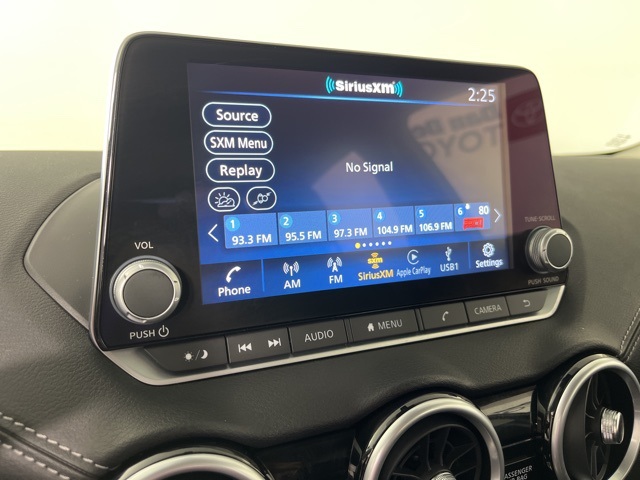 SiriusXM
2:25
Source
SXM Menu
Replay
No Signal
1 2 3 4 5 6 80
93.3 FM 95.5 FM 97.3 FM 104.9 FM 106.9 FM
Phone AM FM SXM SiriusXM Apple CarPlay USB1 Settings
VOL
PUSH
TUNE·SCROLL
PUSH SOUND
AUDIO MENU CAMERA
PASSENGER